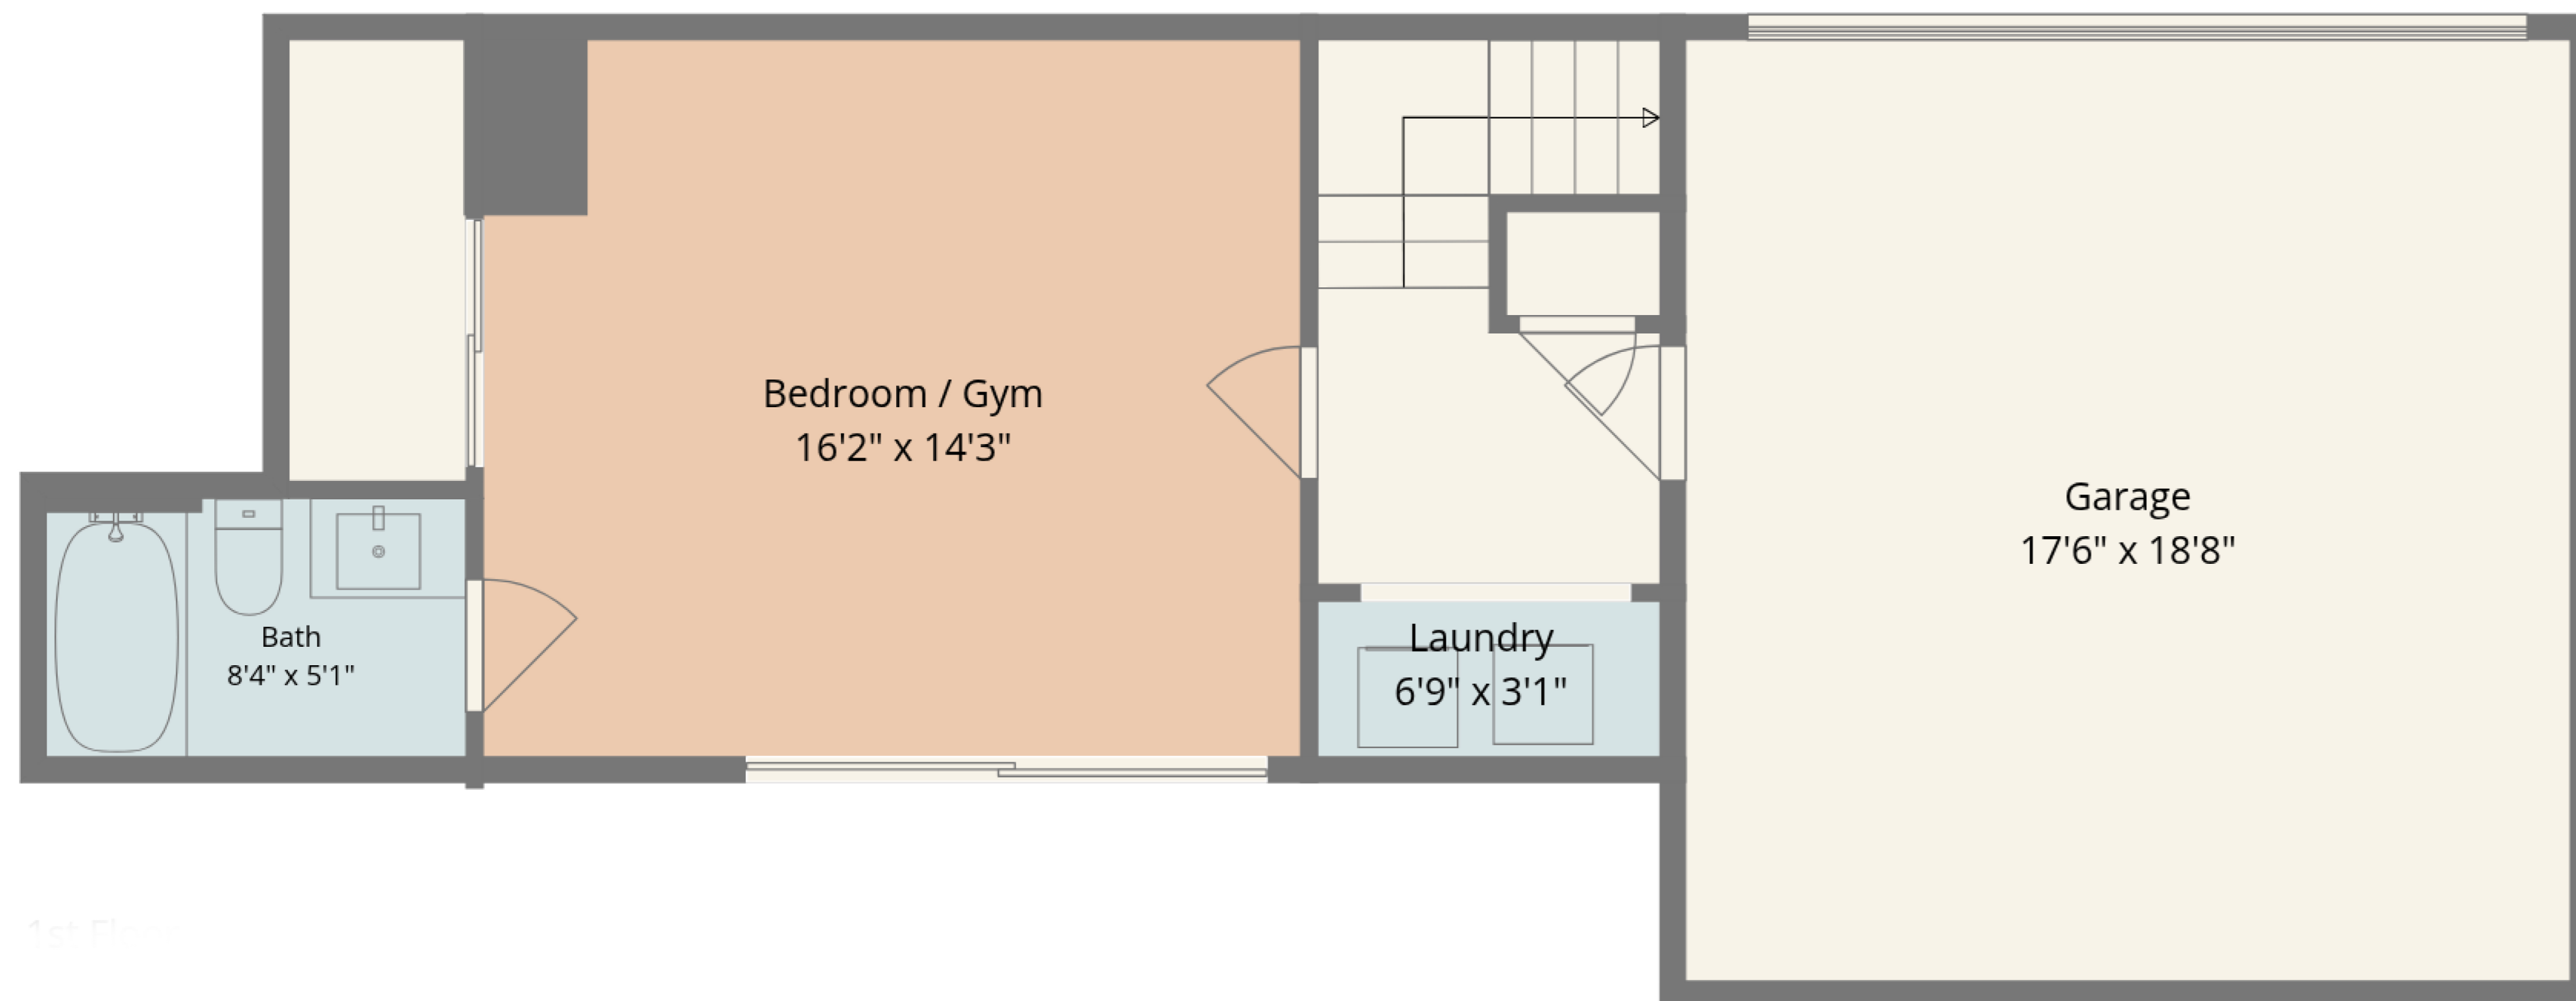 Bedroom / Gym
16'2" x 14'3"
Garage
17'6" x 18'8"
Bath
8'4" x 5'1"
Laundry
6'9" x 3'1"
1st